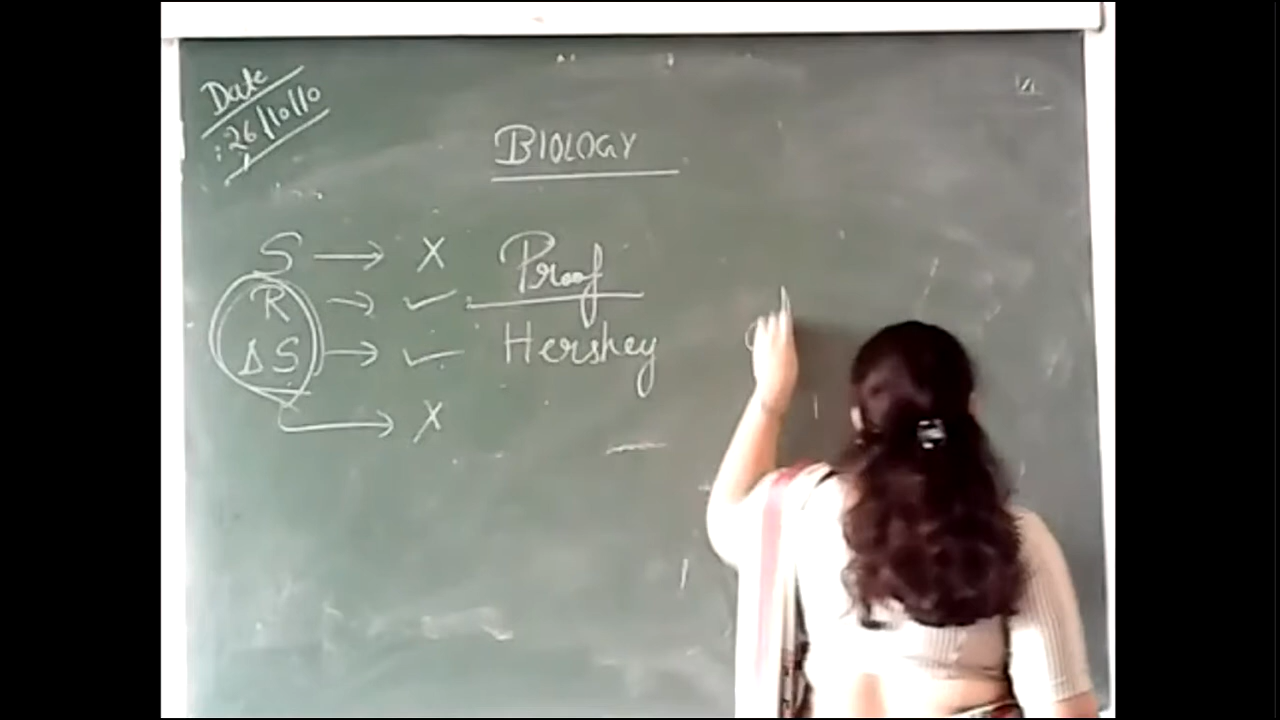 Date
: 26/10/10
BIOLOGY
S → X
R → ✓
ΔS → ✓
→ X
Proof
Hershey